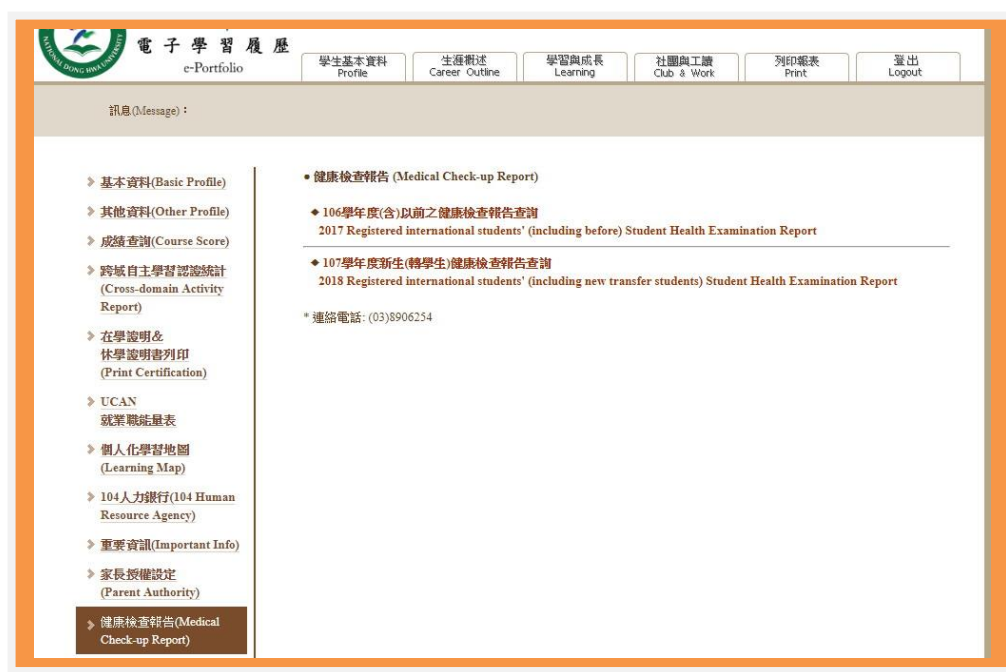 NATIONAL DONG HWA UNIVERSITY
電子學習履歷
e-Portfolio
學生基本資料 生涯概述 學習與成長 社團與工讀 列印報表 登出
Profile Career Outline Learning Club & Work Print Logout
訊息(Message)：
基本資料(Basic Profile)
其他資料(Other Profile)
成績查詢(Course Score)
跨域自主學習認證統計
(Cross-domain Activity
Report)
在學證明&
休學證明書列印
(Print Certification)
UCAN
就業職能量表
個人化學習地圖
(Learning Map)
104人力銀行(104 Human
Resource Agency)
重要資訊(Important Info)
家長授權設定
(Parent Authority)
健康檢查報告(Medical
Check-up Report)
• 健康檢查報告 (Medical Check-up Report)
◆ 106學年度(含)以前之健康檢查報告查詢
2017 Registered international students' (including before) Student Health Examination Report
◆ 107學年度新生(轉學生)健康檢查報告查詢
2018 Registered international students' (including new transfer students) Student Health Examination Report
* 連絡電話: (03)8906254